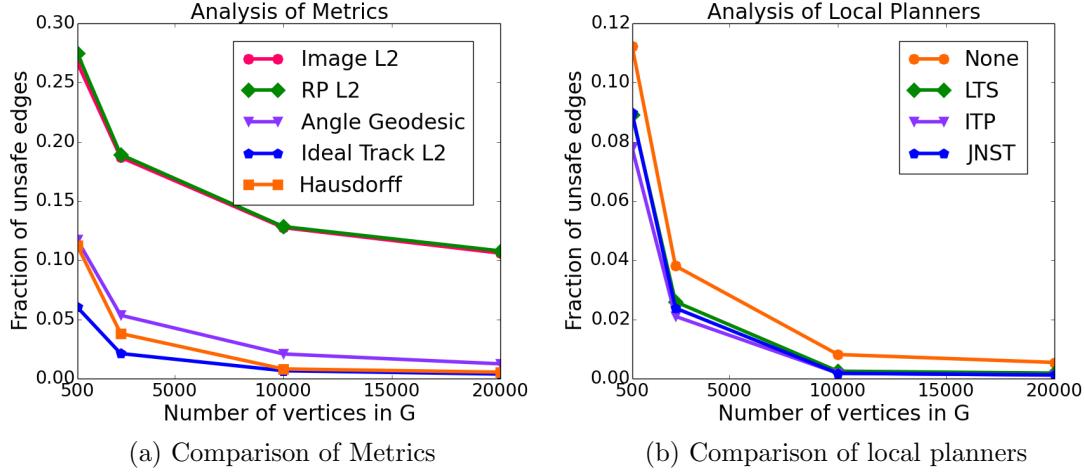 Analysis of Metrics
0.30
0.25
0.20
0.15
0.10
0.05
0.00
Fraction of unsafe edges
Image L2
RP L2
Angle Geodesic
Ideal Track L2
Hausdorff
500 5000 10000 15000 20000
Number of vertices in G
(a) Comparison of Metrics
Analysis of Local Planners
0.12
0.10
0.08
0.06
0.04
0.02
0.00
Fraction of unsafe edges
None
LTS
ITP
JNST
500 5000 10000 15000 20000
Number of vertices in G
(b) Comparison of local planners